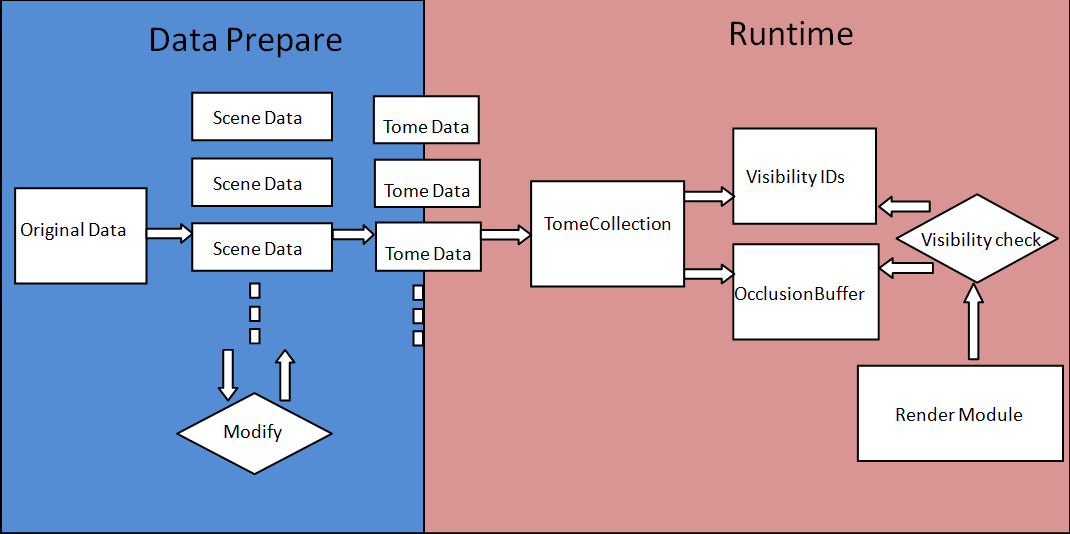 Data Prepare
Runtime
Scene Data
Tome Data
Scene Data
Tome Data
Original Data
Scene Data
Tome Data
TomeCollection
Visibility IDs
OcclusionBuffer
Visibility check
Render Module
Modify